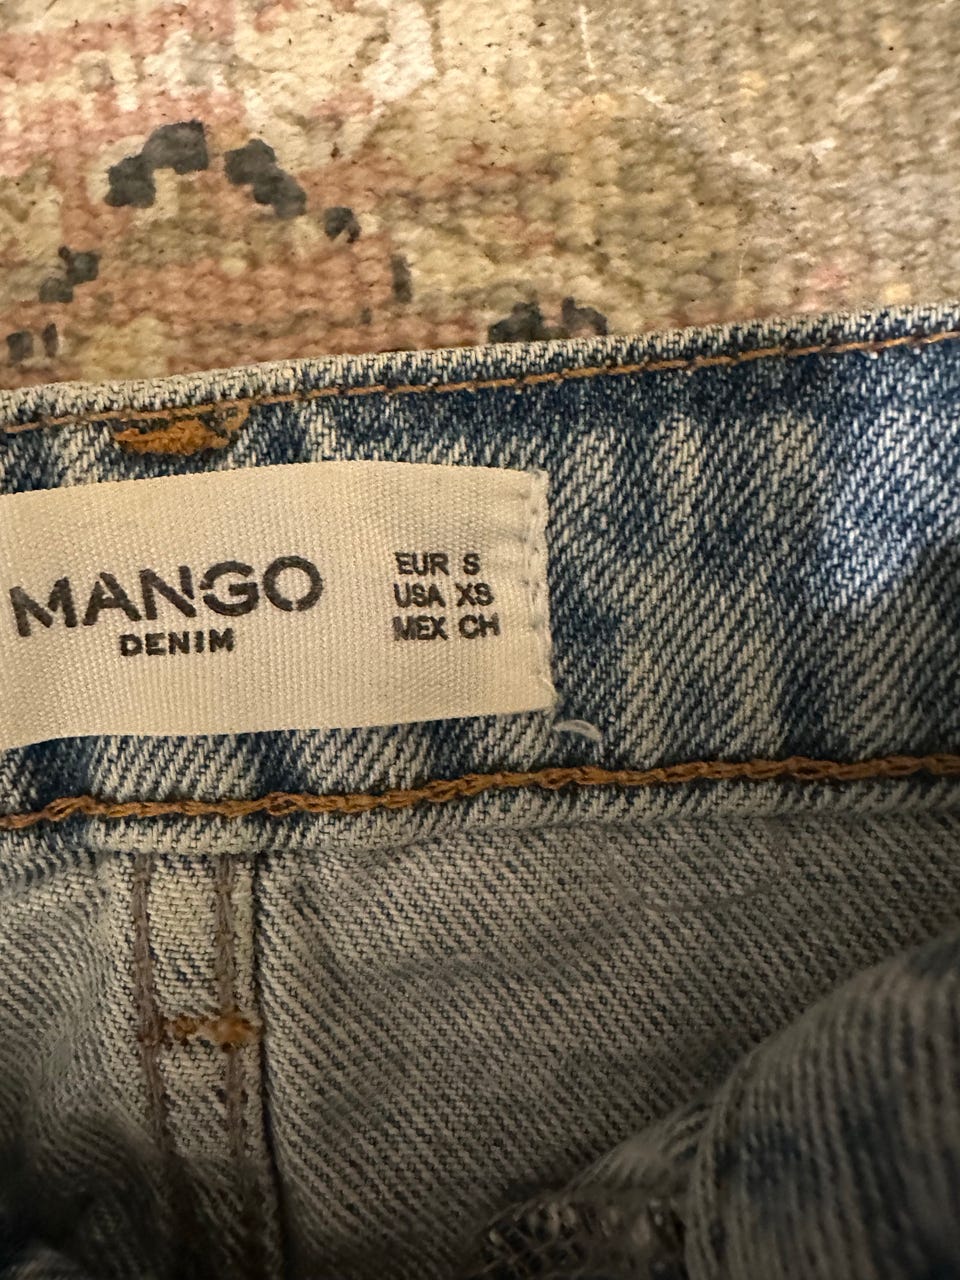 MANGO
DENIM
EUR S
USA XS
MEX CH